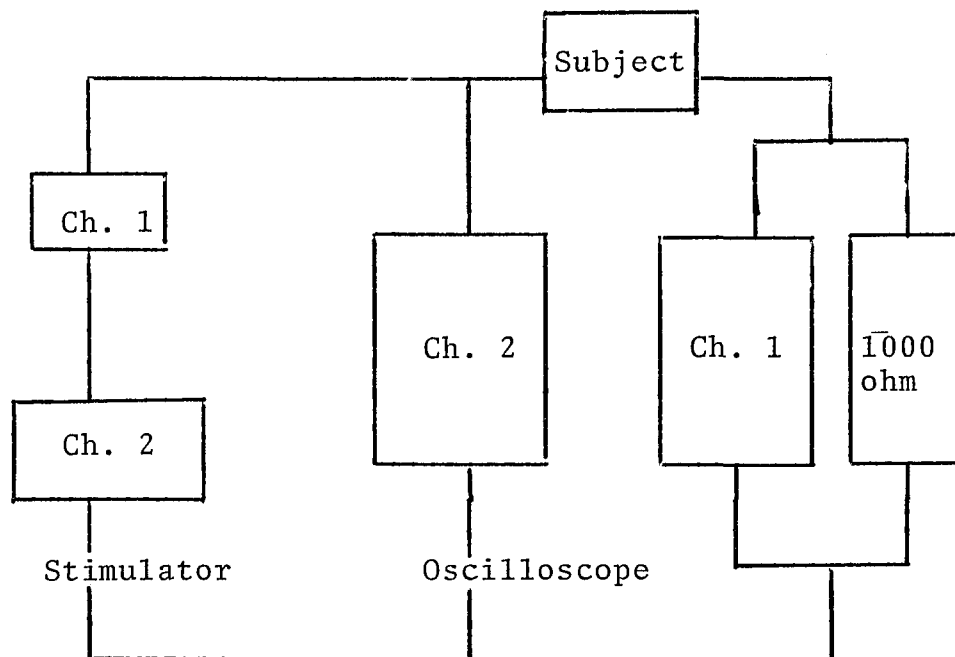 Subject
Ch. 1
Ch. 2
Ch. 1
1000
ohm
Ch. 2
Stimulator
Oscilloscope